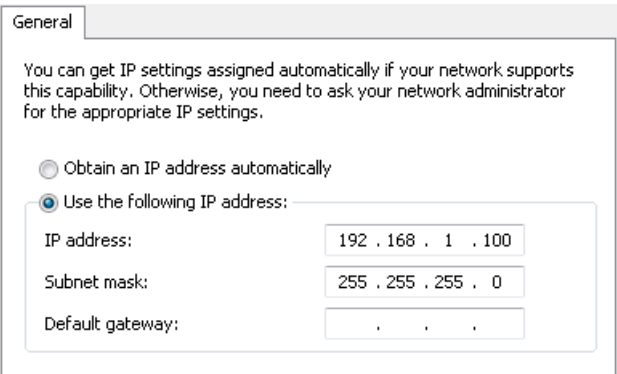 General
You can get IP settings assigned automatically if your network supports
this capability. Otherwise, you need to ask your network administrator
for the appropriate IP settings.
Obtain an IP address automatically
Use the following IP address:
IP address: 192 . 168 . 1 . 100
Subnet mask: 255 . 255 . 255 . 0
Default gateway: . . .